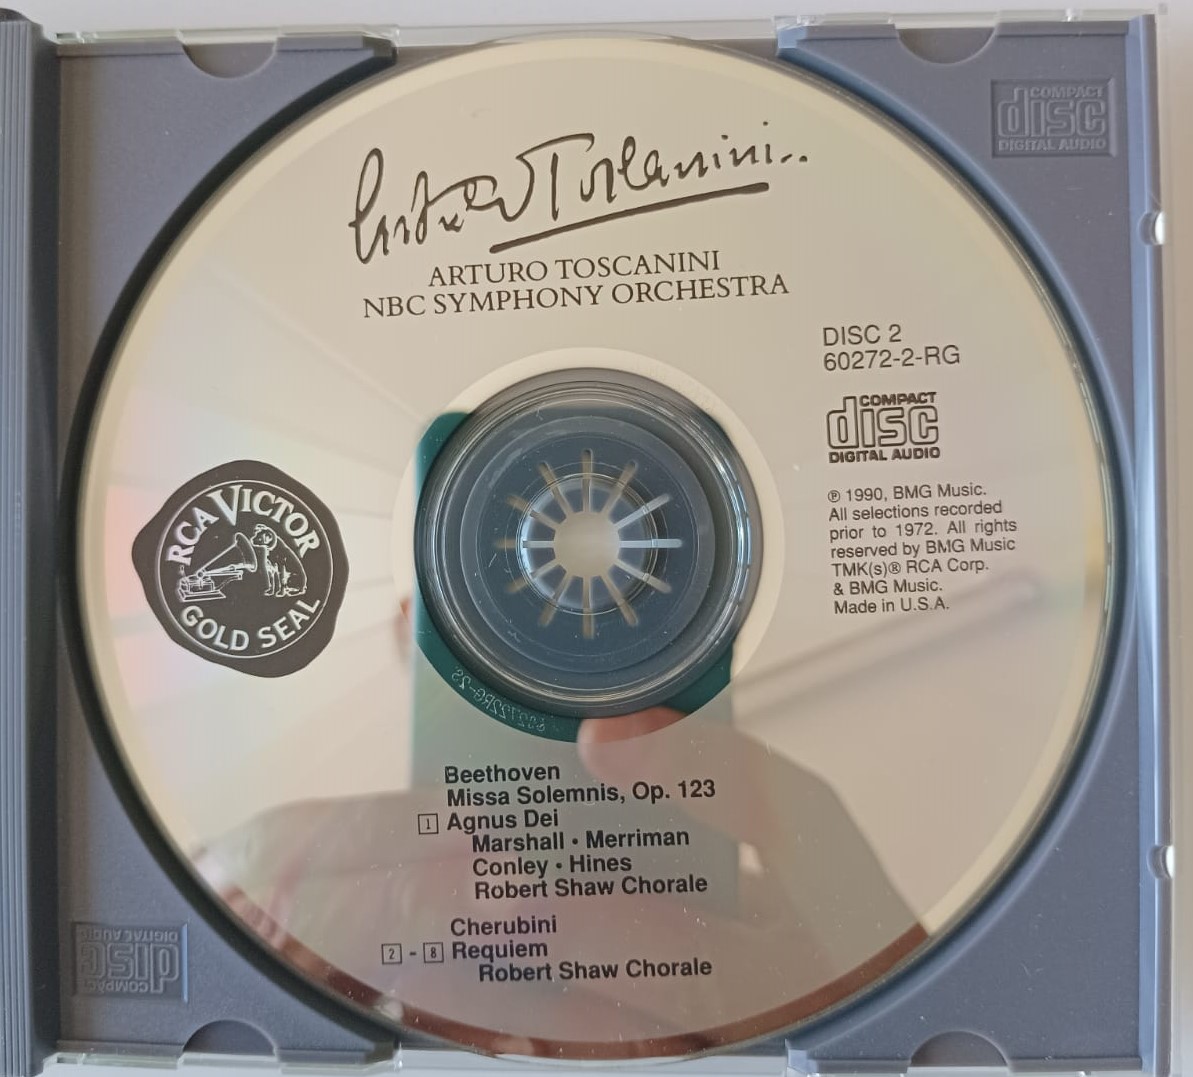 Arturo Toscanini
ARTURO TOSCANINI
NBC SYMPHONY ORCHESTRA
DISC 2
60272-2-RG
COMPACT
disc
DIGITAL AUDIO
℗ 1990, BMG Music.
All selections recorded
prior to 1972. All rights
reserved by BMG Music
TMK(s)® RCA Corp.
& BMG Music.
Made in U.S.A.
RCA VICTOR
GOLD SEAL
Beethoven
Missa Solemnis, Op. 123
1 Agnus Dei
Marshall • Merriman
Conley • Hines
Robert Shaw Chorale
Cherubini
2 - 8 Requiem
Robert Shaw Chorale
COMPACT
disc
DIGITAL AUDIO
COMPACT
disc
DIGITAL AUDIO